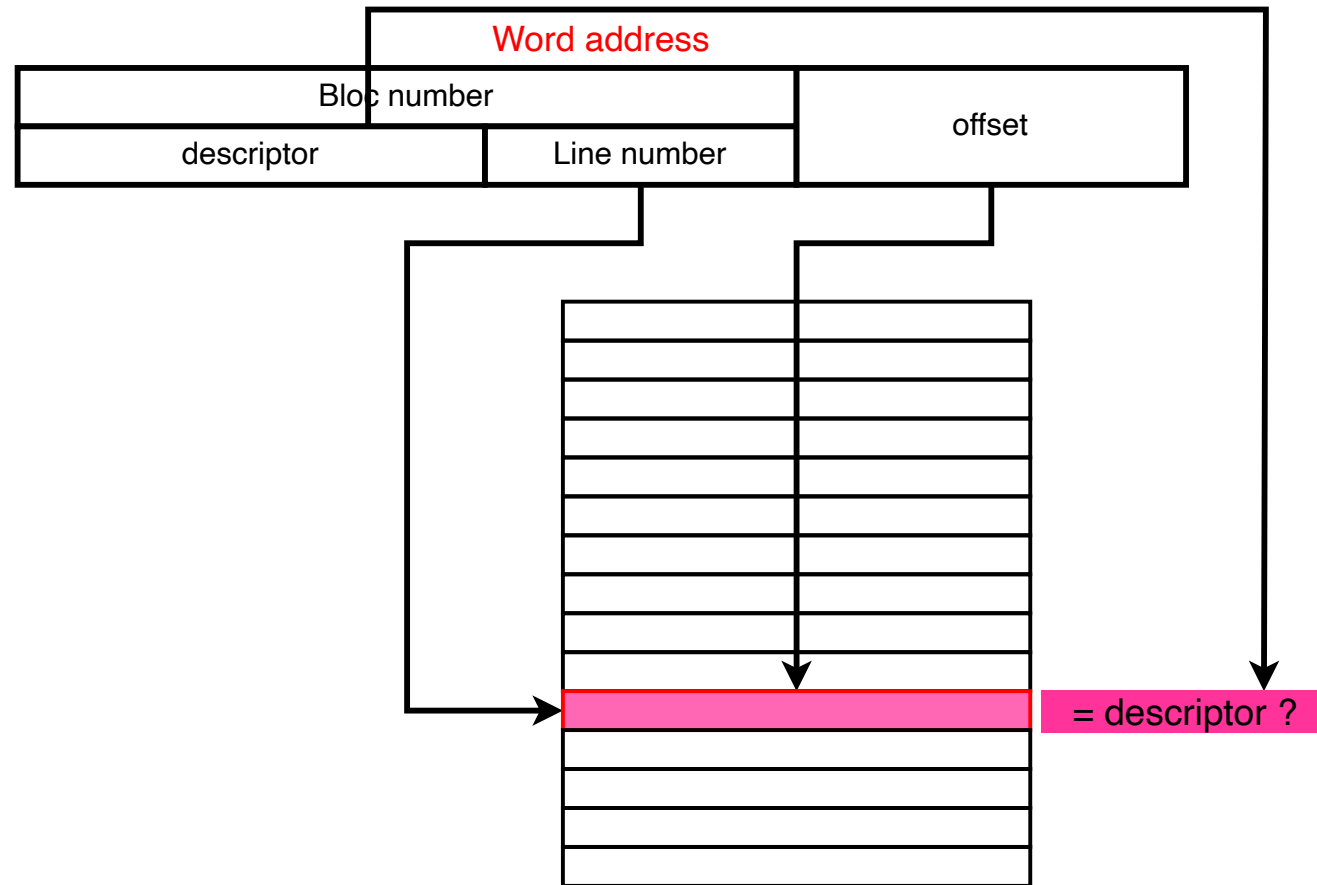 Word address
Bloc number
offset
descriptor
Line number
= descriptor ?